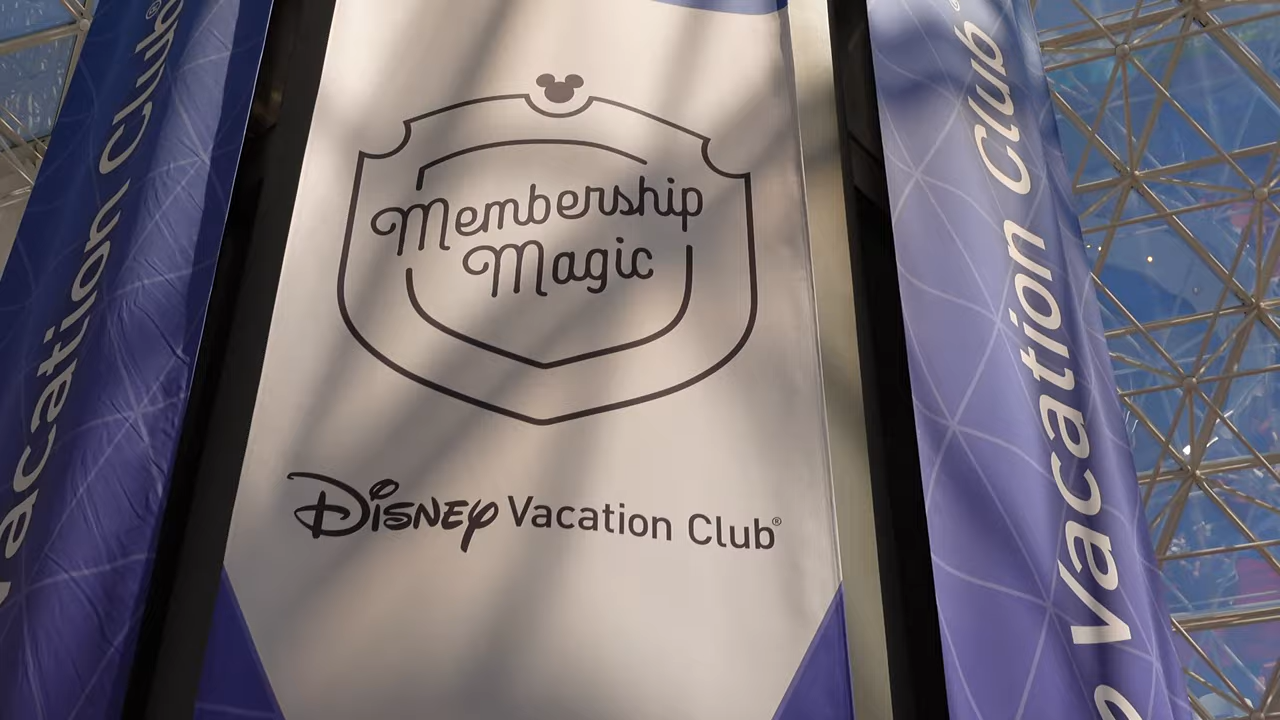 Vacation Club®
Membership
Magic
Disney Vacation Club®
Vacation Club